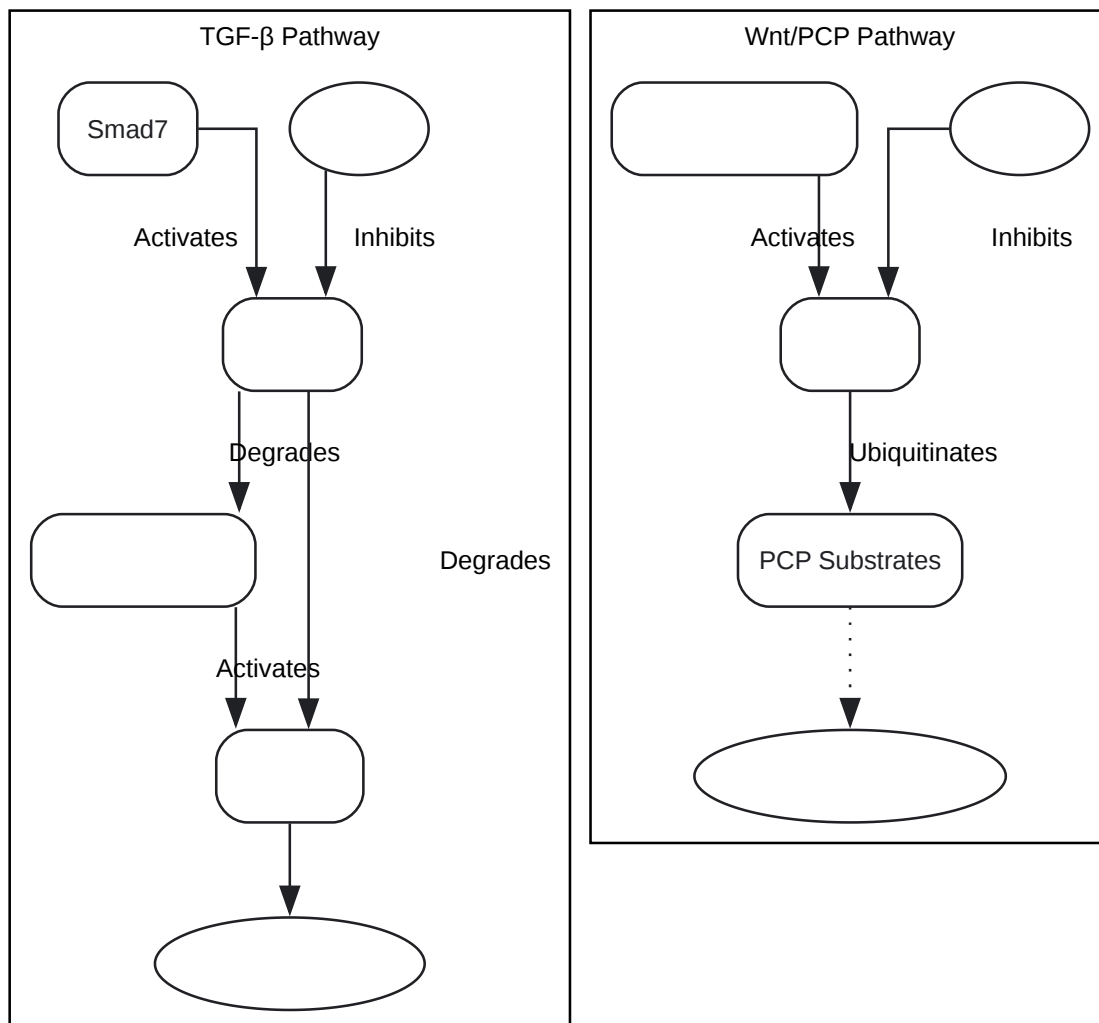 TGF-β Pathway
Smad7
Activates
Inhibits
Degrades
Degrades
Activates
Wnt/PCP Pathway
Activates
Inhibits
Ubiquitinates
PCP Substrates